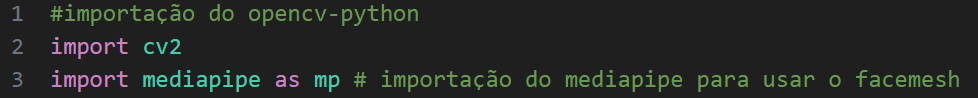 1 #importação do opencv-python
2 import cv2
3 import mediapipe as mp # importação do mediapipe para usar o facemesh